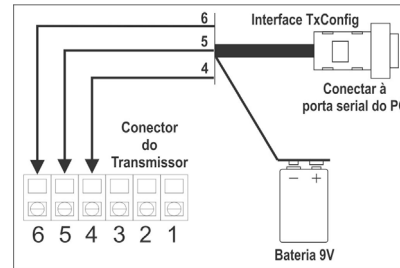 6
Interface TxConfig
5
4
Conectar à
porta serial do PC
Conector
do
Transmissor
– +
6 5 4 3 2 1
Bateria 9V